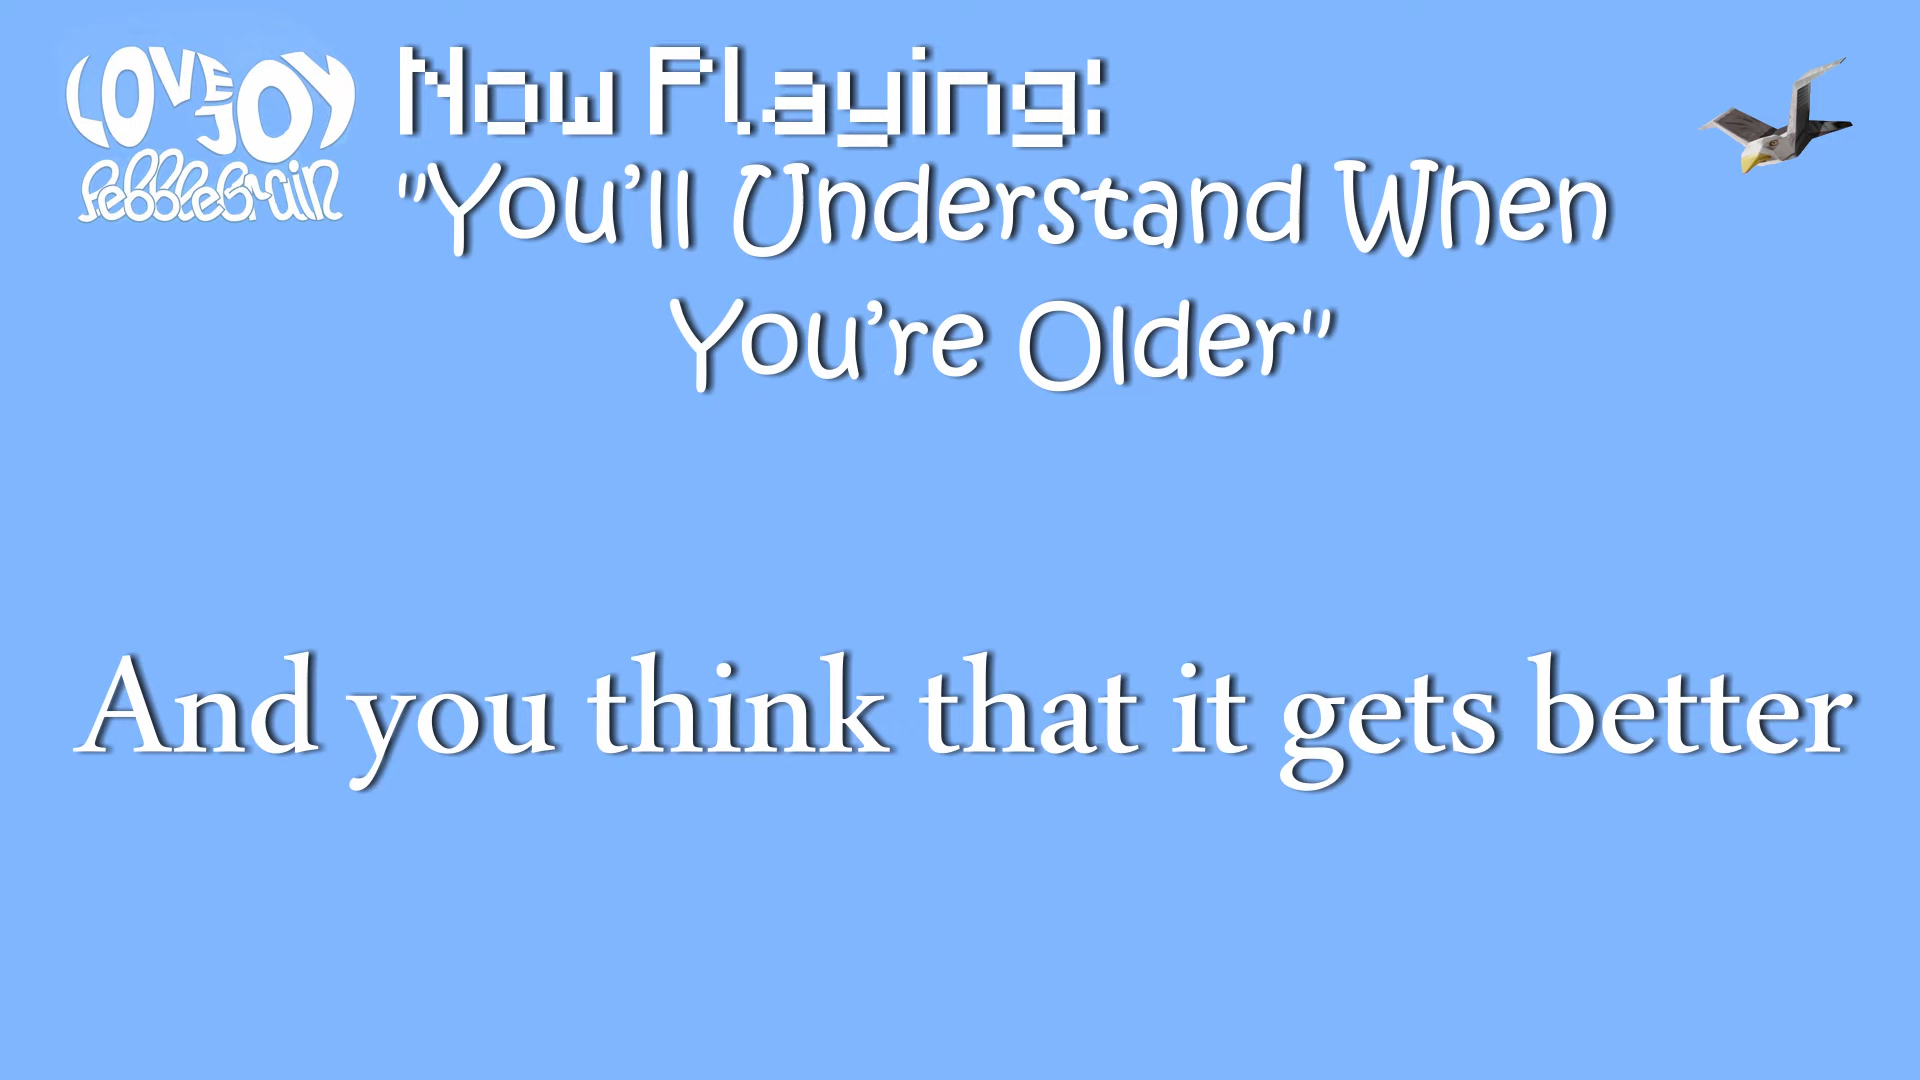 LOVEJOY
PebbleBrain
Now Playing:
"You'll Understand When
You're Older"
And you think that it gets better